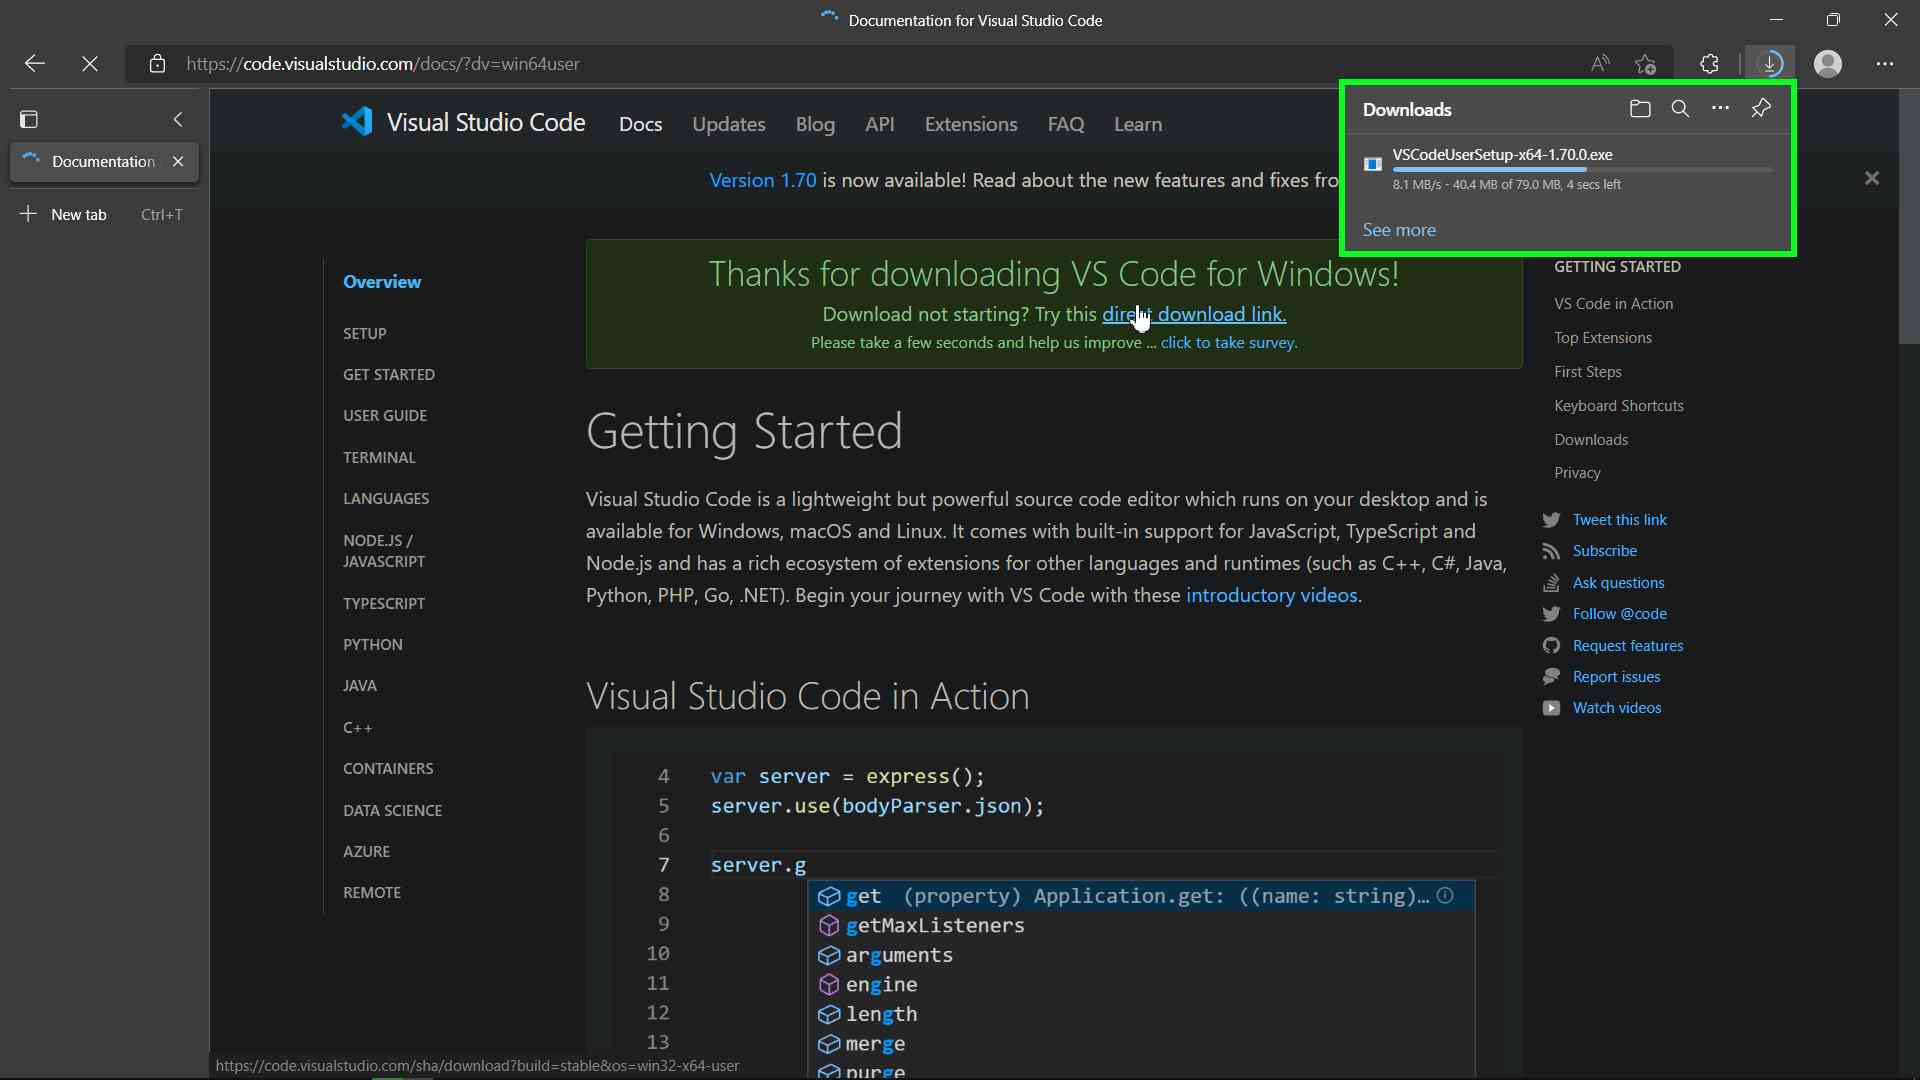 Documentation for Visual Studio Code
https://code.visualstudio.com/docs/?dv=win64user
Documentation
New tab Ctrl+T
Visual Studio Code Docs Updates Blog API Extensions FAQ Learn
Version 1.70 is now available! Read about the new features and fixes fro
Downloads
VSCodeUserSetup-x64-1.70.0.exe
8.1 MB/s - 40.4 MB of 79.0 MB, 4 secs left
See more
Thanks for downloading VS Code for Windows!
Download not starting? Try this direct download link.
Please take a few seconds and help us improve ... click to take survey.
Overview
SETUP
GET STARTED
USER GUIDE
TERMINAL
LANGUAGES
NODE.JS /
JAVASCRIPT
TYPESCRIPT
PYTHON
JAVA
C++
CONTAINERS
DATA SCIENCE
AZURE
REMOTE
Getting Started
Visual Studio Code is a lightweight but powerful source code editor which runs on your desktop and is
available for Windows, macOS and Linux. It comes with built-in support for JavaScript, TypeScript and
Node.js and has a rich ecosystem of extensions for other languages and runtimes (such as C++, C#, Java,
Python, PHP, Go, .NET). Begin your journey with VS Code with these introductory videos.
Visual Studio Code in Action
4 var server = express();
5 server.use(bodyParser.json);
6
7 server.g
8 get (property) Application.get: ((name: string)…
9 getMaxListeners
10 arguments
11 engine
12 length
13 merge
purge
GETTING STARTED
VS Code in Action
Top Extensions
First Steps
Keyboard Shortcuts
Downloads
Privacy
Tweet this link
Subscribe
Ask questions
Follow @code
Request features
Report issues
Watch videos
https://code.visualstudio.com/sha/download?build=stable&os=win32-x64-user